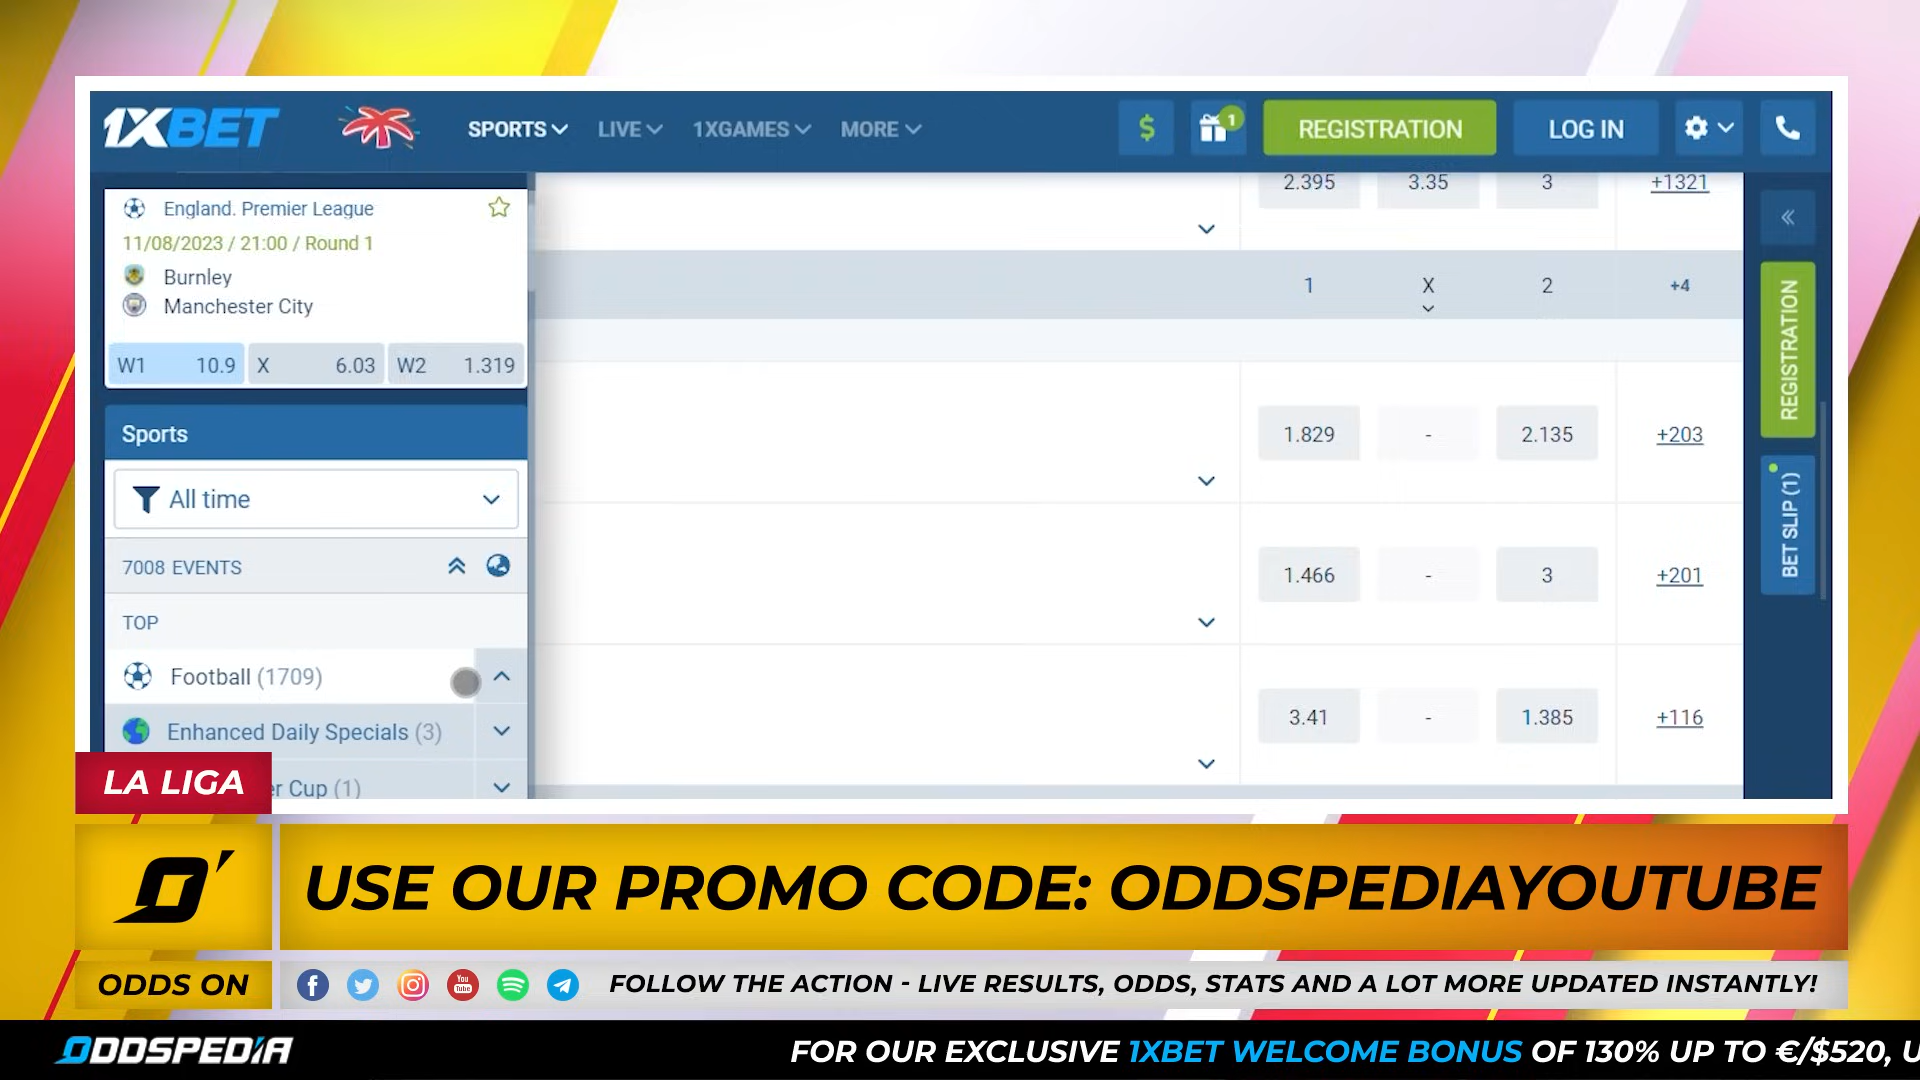 1XBET
SPORTS
LIVE
1XGAMES
MORE
$
1
REGISTRATION
LOG IN
England. Premier League
11/08/2023 / 21:00 / Round 1
Burnley
Manchester City
W1 10.9 X 6.03 W2 1.319
Sports
All time
7008 EVENTS
TOP
Football (1709)
Enhanced Daily Specials (3)
er Cup (1)
2.395 3.35 3 +1321
1 X 2 +4
1.829 - 2.135 +203
1.466 - 3 +201
3.41 - 1.385 +116
REGISTRATION
BET SLIP (1)
LA LIGA
USE OUR PROMO CODE: ODDSPEDIAYOUTUBE
ODDS ON
You
Tube
FOLLOW THE ACTION - LIVE RESULTS, ODDS, STATS AND A LOT MORE UPDATED INSTANTLY!
ODDSPEDIA
FOR OUR EXCLUSIVE 1XBET WELCOME BONUS OF 130% UP TO €/$520, U